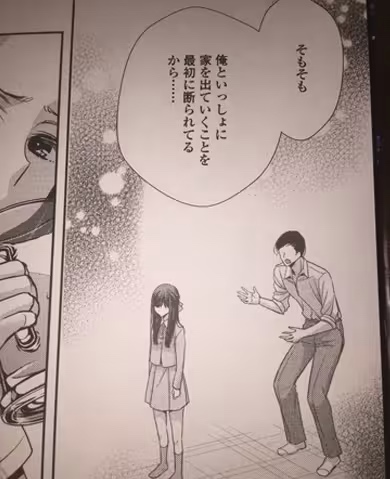 そもそも
俺といっしょに
家を出ていくことを
最初に断られてる
から……